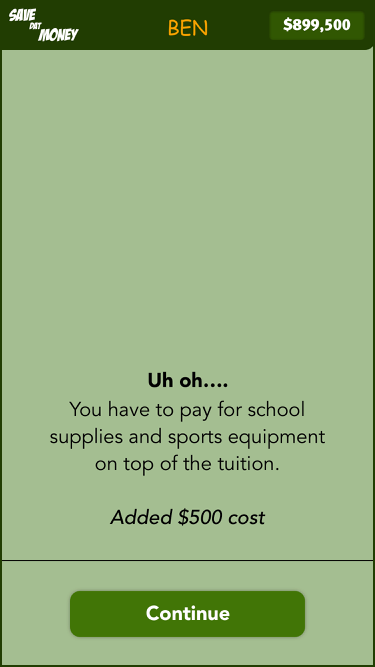 SAVE
DAT
MONEY
BEN
$899,500
Uh oh....
You have to pay for school
supplies and sports equipment
on top of the tuition.
Added $500 cost
Continue